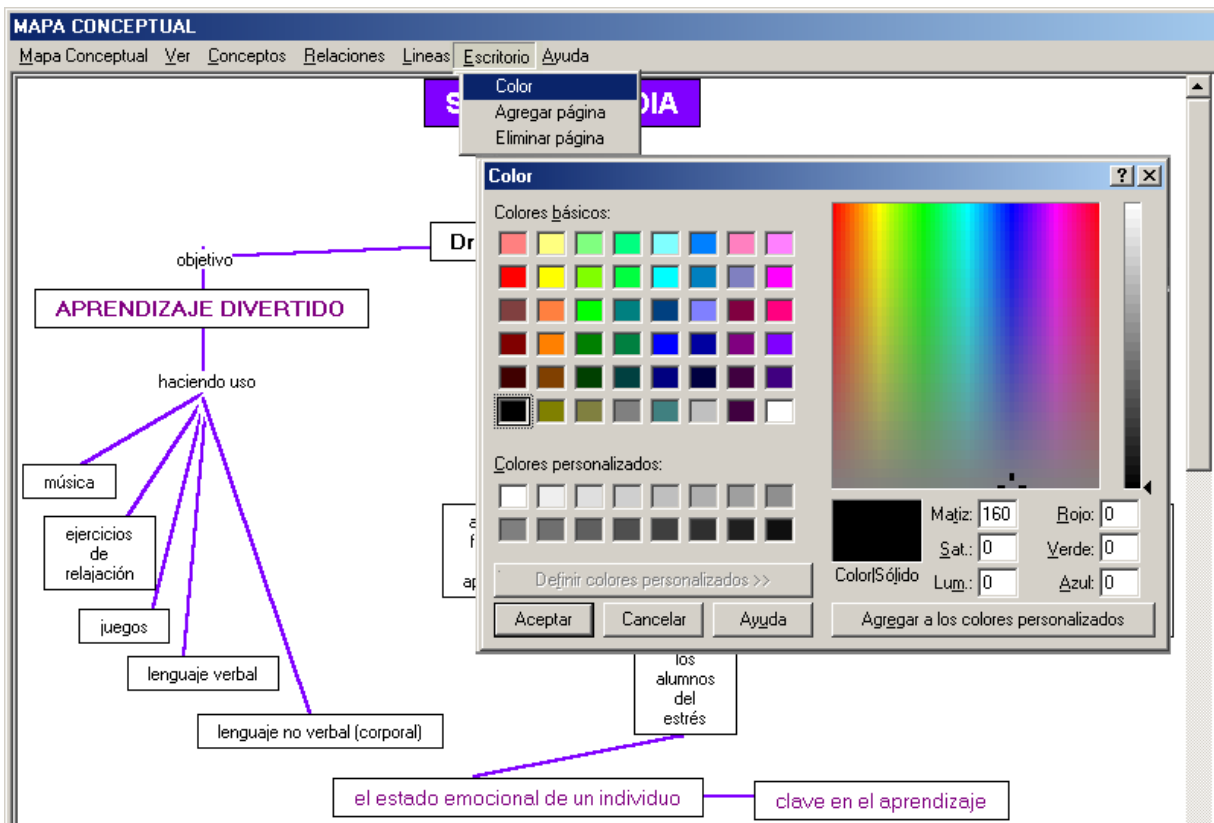 MAPA CONCEPTUAL
Mapa Conceptual Ver Conceptos Relaciones Lineas Escritorio Ayuda
Color
Agregar página
Eliminar página
objetivo
APRENDIZAJE DIVERTIDO
haciendo uso
música
ejercicios
de
relajación
juegos
lenguaje verbal
lenguaje no verbal (corporal)
Color
Colores básicos:
Colores personalizados:
Definir colores personalizados >>
Aceptar Cancelar Ayuda
Color|Sólido
Matiz: 160 Rojo: 0
Sat.: 0 Verde: 0
Lum.: 0 Azul: 0
Agregar a los colores personalizados
los
alumnos
del
estrés
el estado emocional de un individuo
clave en el aprendizaje